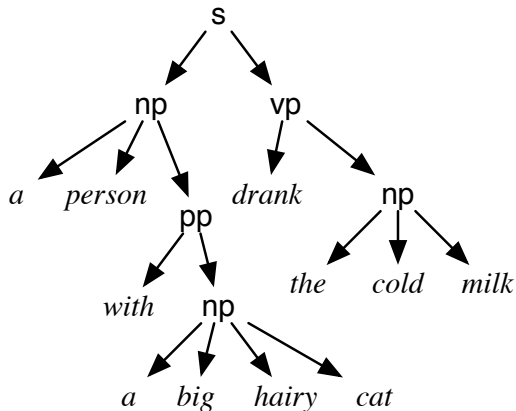 s
np vp
a person drank
np
pp
the cold milk
with
np
a big hairy cat